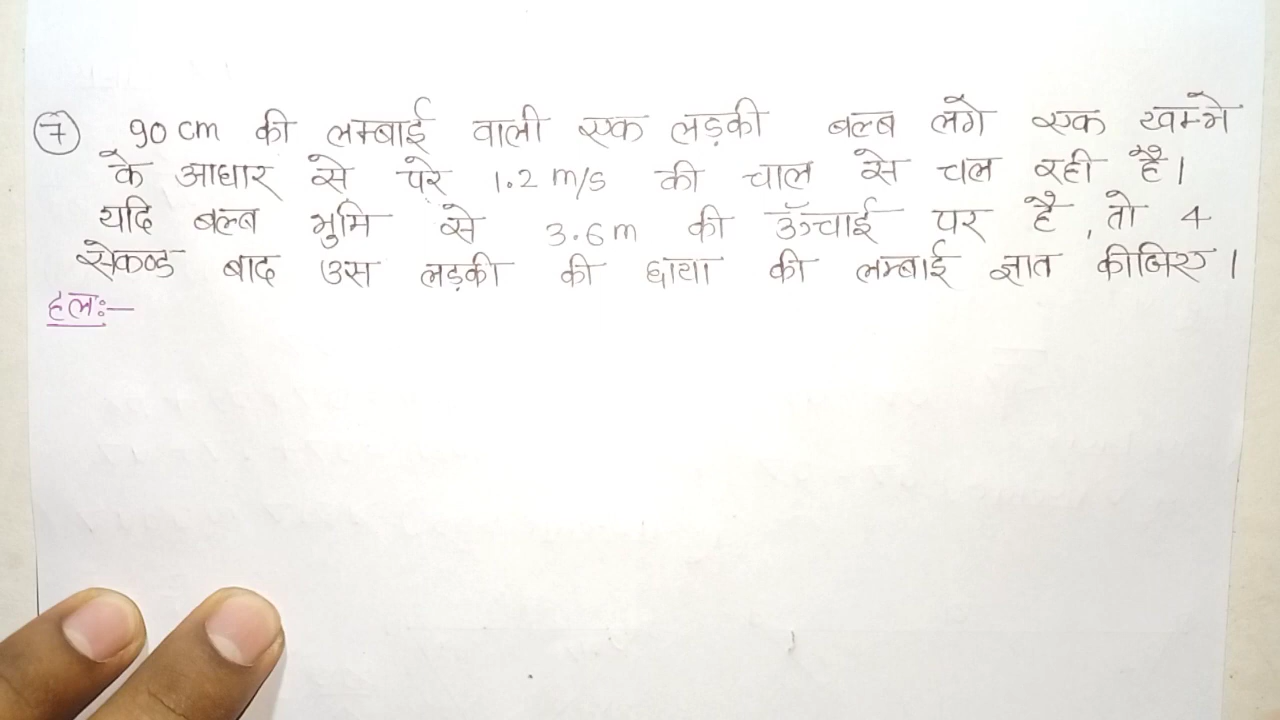 7 90 cm की लम्बाई वाली एक लड़की बल्ब लगे एक खम्भे
के आधार से परे 1.2 m/s की चाल से चल रही है।
यदि बल्ब भुमि से 3.6m की ऊँचाई पर है, तो 4
सेकण्ड बाद उस लड़की की छाया की लम्बाई ज्ञात कीजिए।
हलः—